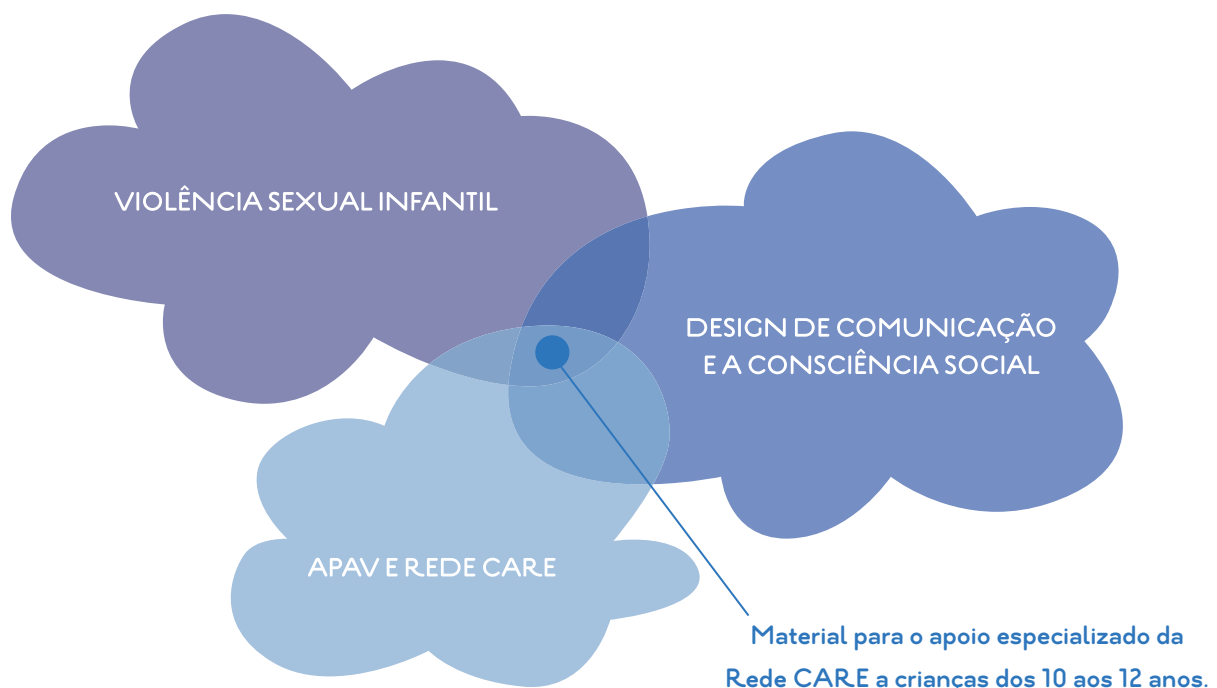 VIOLÊNCIA SEXUAL INFANTIL
DESIGN DE COMUNICAÇÃO
E A CONSCIÊNCIA SOCIAL
APAV E REDE CARE
Material para o apoio especializado da
Rede CARE a crianças dos 10 aos 12 anos.